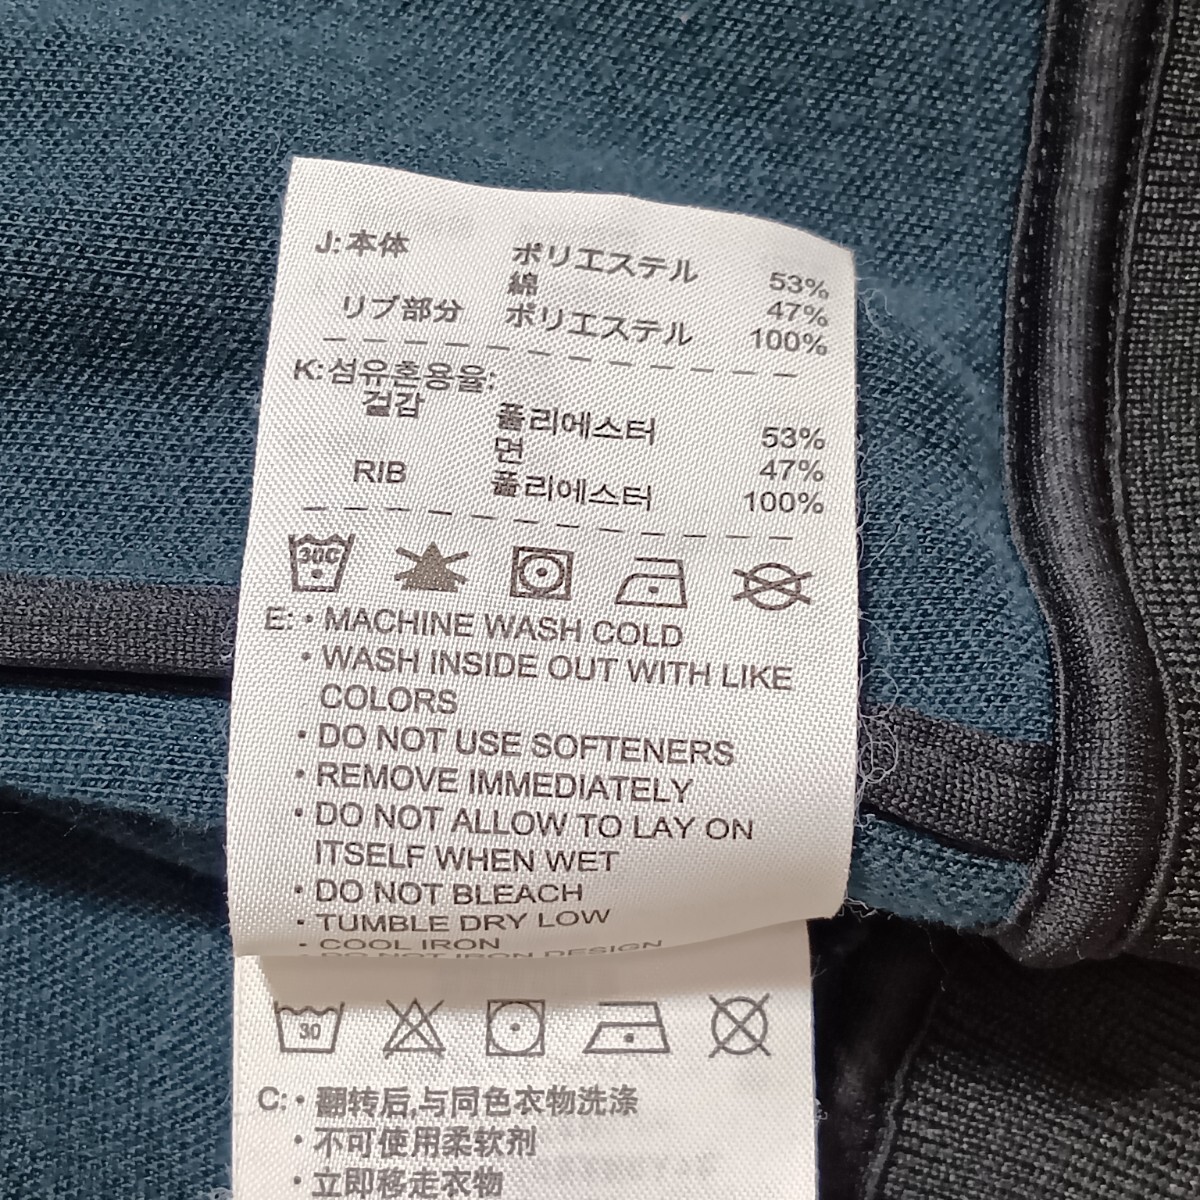 J: 本体 ポリエステル 53%
綿 47%
リブ部分 ポリエステル 100%
K: 섬유혼용율:
겉감 폴리에스터 53%
면 47%
RIB 폴리에스터 100%
30C
E: • MACHINE WASH COLD
• WASH INSIDE OUT WITH LIKE
COLORS
• DO NOT USE SOFTENERS
• REMOVE IMMEDIATELY
• DO NOT ALLOW TO LAY ON
ITSELF WHEN WET
• DO NOT BLEACH
• TUMBLE DRY LOW
• COOL IRON
• DO NOT IRON DESIGN
30
C: • 翻转后,与同色衣物洗涤
• 不可使用柔软剂
• 立即移走衣物